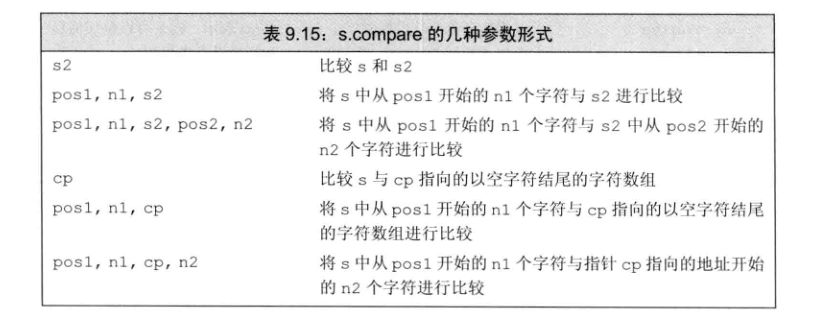 表 9.15：s.compare 的几种参数形式
s2 比较 s 和 s2
pos1, n1, s2 将 s 中从 pos1 开始的 n1 个字符与 s2 进行比较
pos1, n1, s2, pos2, n2 将 s 中从 pos1 开始的 n1 个字符与 s2 中从 pos2 开始的
n2 个字符进行比较
cp 比较 s 与 cp 指向的以空字符结尾的字符数组
pos1, n1, cp 将 s 中从 pos1 开始的 n1 个字符与 cp 指向的以空字符结尾
的字符数组进行比较
pos1, n1, cp, n2 将 s 中从 pos1 开始的 n1 个字符与指针 cp 指向的地址开始
的 n2 个字符进行比较